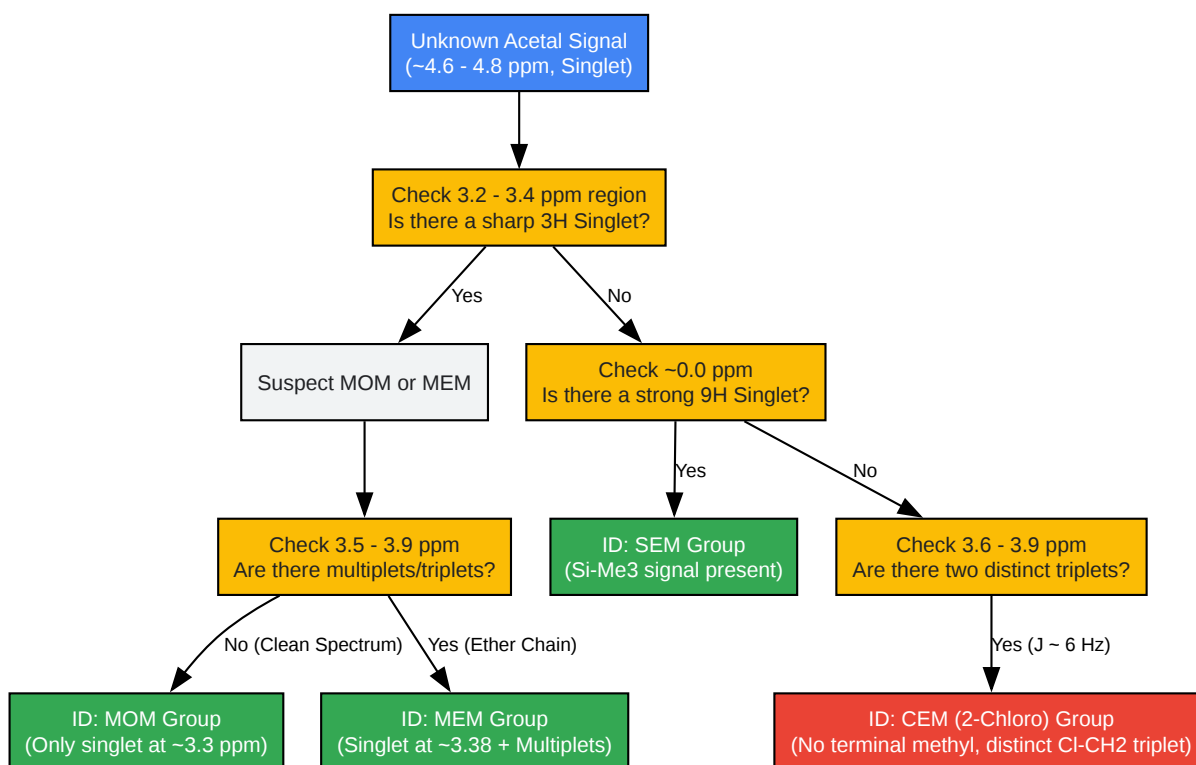 Unknown Acetal Signal
(~4.6 - 4.8 ppm, Singlet)
Check 3.2 - 3.4 ppm region
Is there a sharp 3H Singlet?
Yes
No
Suspect MOM or MEM
Check ~0.0 ppm
Is there a strong 9H Singlet?
Yes
No
Check 3.5 - 3.9 ppm
Are there multiplets/triplets?
ID: SEM Group
(Si-Me3 signal present)
Check 3.6 - 3.9 ppm
Are there two distinct triplets?
No (Clean Spectrum)
Yes (Ether Chain)
Yes (J ~ 6 Hz)
ID: MOM Group
(Only singlet at ~3.3 ppm)
ID: MEM Group
(Singlet at ~3.38 + Multiplets)
ID: CEM (2-Chloro) Group
(No terminal methyl, distinct Cl-CH2 triplet)